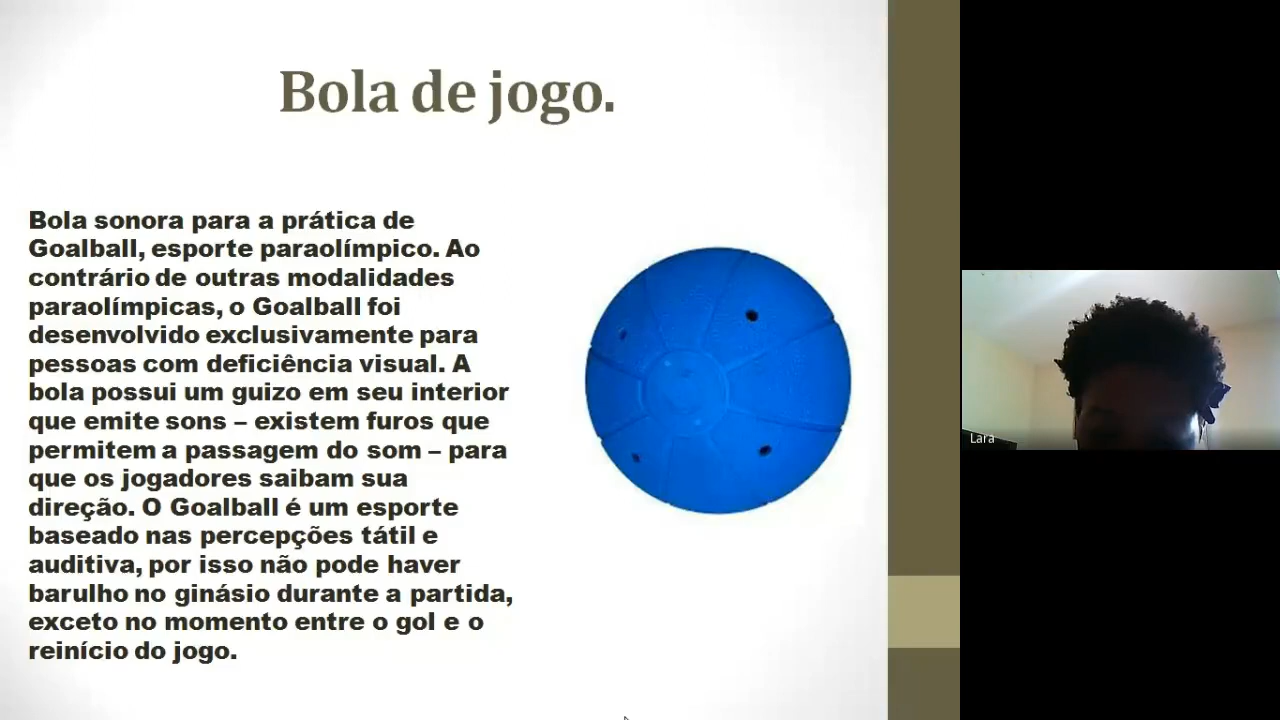 Bola de jogo.
Bola sonora para a prática de
Goalball, esporte paraolímpico. Ao
contrário de outras modalidades
paraolímpicas, o Goalball foi
desenvolvido exclusivamente para
pessoas com deficiência visual. A
bola possui um guizo em seu interior
que emite sons – existem furos que
permitem a passagem do som – para
que os jogadores saibam sua
direção. O Goalball é um esporte
baseado nas percepções tátil e
auditiva, por isso não pode haver
barulho no ginásio durante a partida,
exceto no momento entre o gol e o
reinício do jogo.
Lara